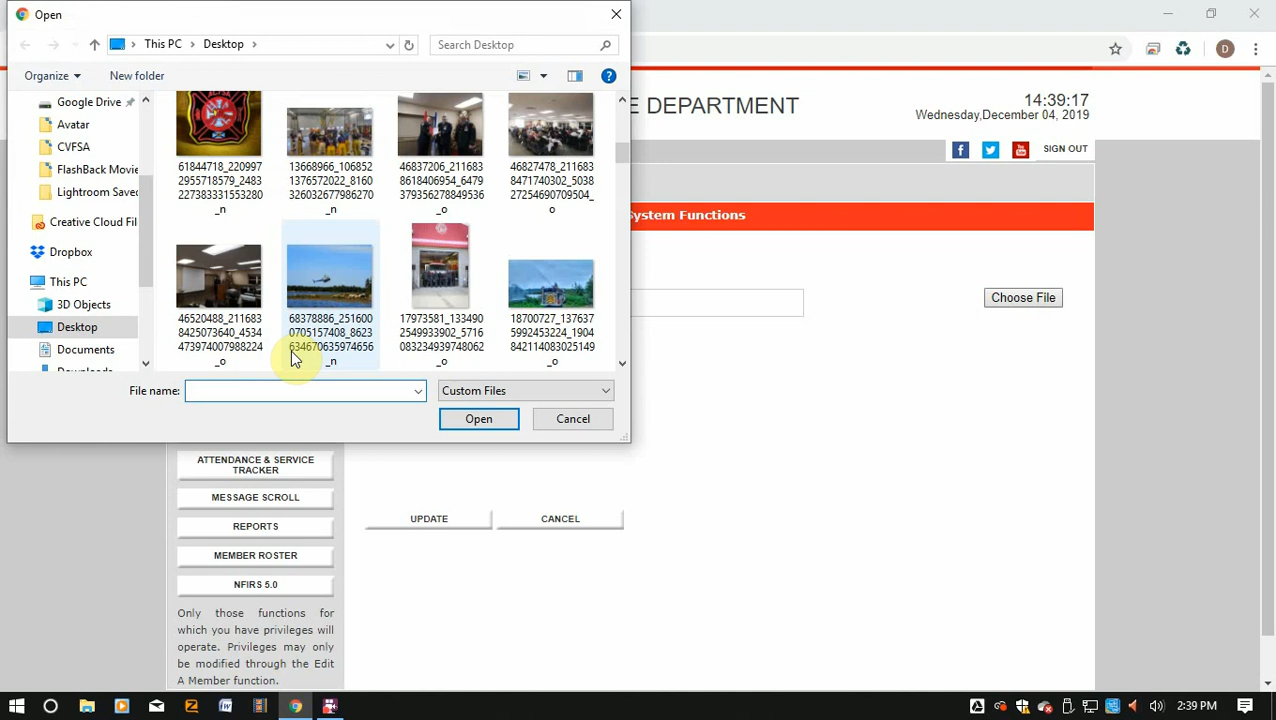 Open
This PC
Desktop
Search Desktop
Organize
New folder
Google Drive
Avatar
CVFSA
FlashBack Movie
Lightroom Save
Creative Cloud Fil
Dropbox
This PC
3D Objects
Desktop
Documents
61844718_220997
2955718579_2483
227383331553280
_n
13668966_106852
1376572022_8160
326032677986270
_n
46837206_211683
8618406954_6479
379356278849536
_o
46827478_211683
8471740302_5038
27254690709504_
o
46520488_211683
8425073640_4534
473974007988224
_o
68378886_251600
0705157408_8623
634670635974656
_n
17973581_133490
2549933902_5716
083234939748062
_o
18700727_137637
5992453224_1904
842114083025149
_o
File name:
Custom Files
Open
Cancel
E DEPARTMENT
14:39:17
Wednesday,December 04, 2019
SIGN OUT
System Functions
Choose File
ATTENDANCE & SERVICE
TRACKER
MESSAGE SCROLL
REPORTS
MEMBER ROSTER
NFIRS 5.0
UPDATE
CANCEL
Only those functions for
which you have privileges will
operate. Privileges may only
be modified through the Edit
A Member function.
2:39 PM